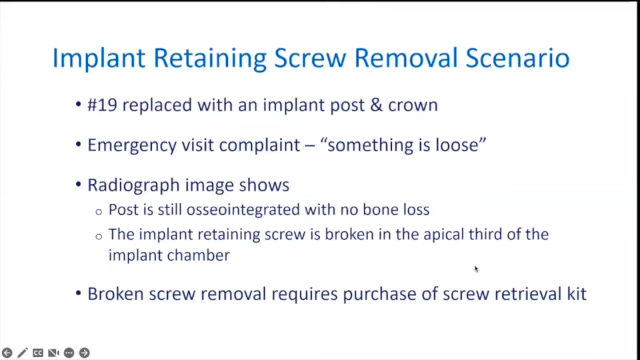 Implant Retaining Screw Removal Scenario
• #19 replaced with an implant post & crown
• Emergency visit complaint – “something is loose”
• Radiograph image shows
o Post is still osseointegrated with no bone loss
o The implant retaining screw is broken in the apical third of the
implant chamber
• Broken screw removal requires purchase of screw retrieval kit
CC